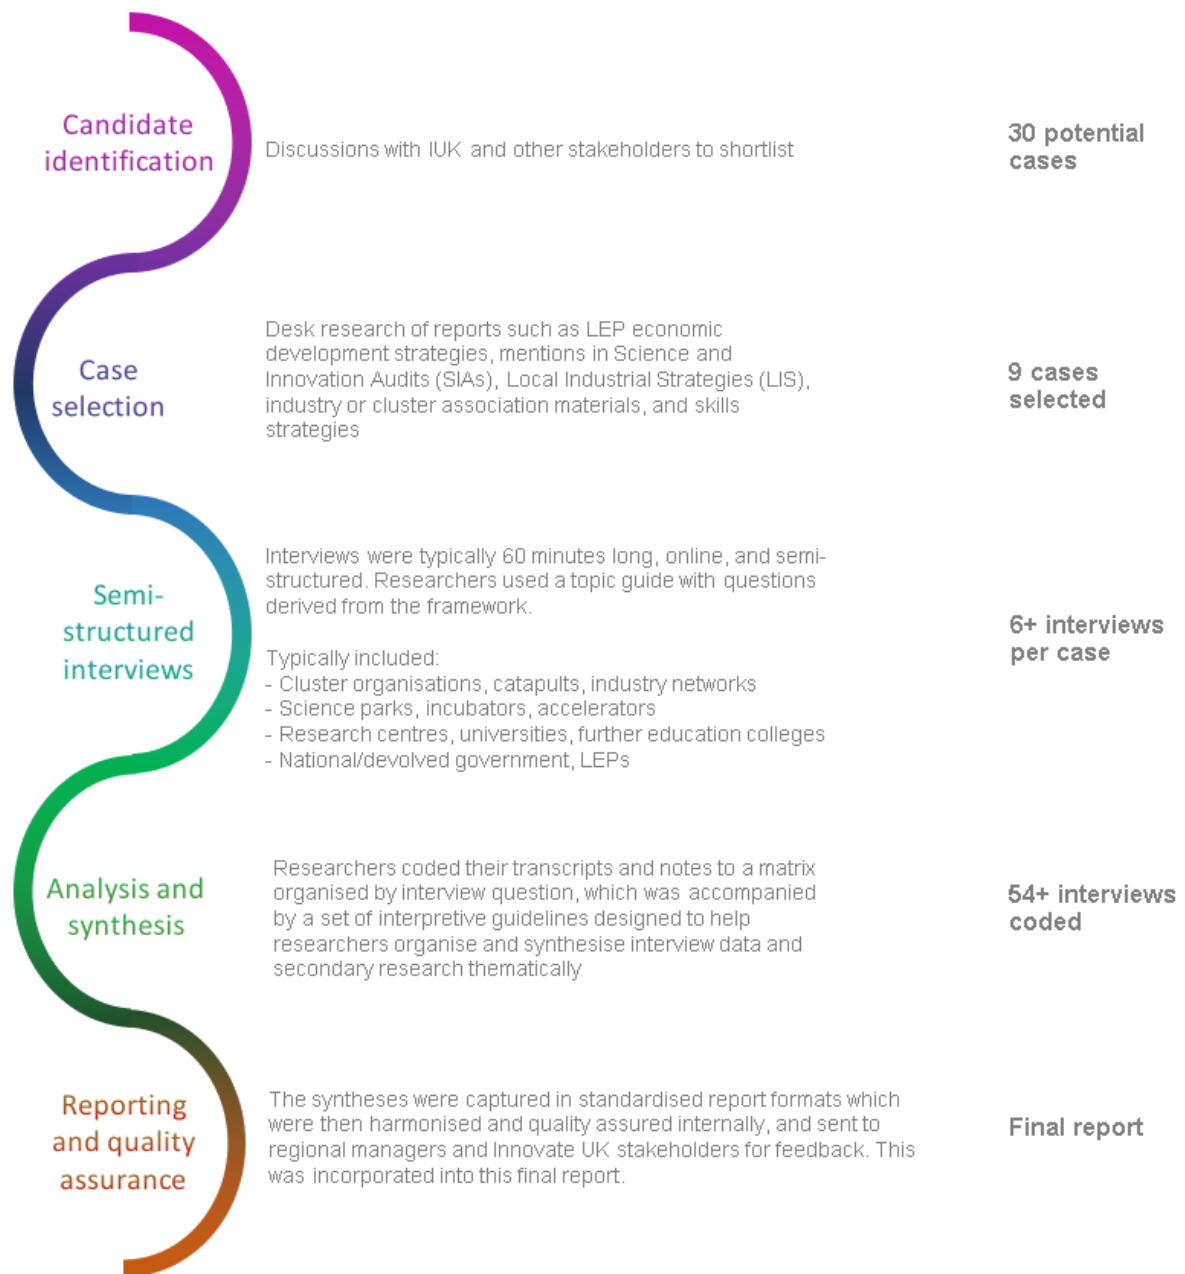 Candidate
identification
Discussions with IUK and other stakeholders to shortlist
30 potential
cases
Case
selection
Desk research of reports such as LEP economic
development strategies, mentions in Science and
Innovation Audits (SIAs), Local Industrial Strategies (LIS),
industry or cluster association materials, and skills
strategies
9 cases
selected
Semi-
structured
interviews
Interviews were typically 60 minutes long, online, and semi-
structured. Researchers used a topic guide with questions
derived from the framework.
Typically included:
- Cluster organisations, catapults, industry networks
- Science parks, incubators, accelerators
- Research centres, universities, further education colleges
- National/devolved government, LEPs
6+ interviews
per case
Analysis and
synthesis
Researchers coded their transcripts and notes to a matrix
organised by interview question, which was accompanied
by a set of interpretive guidelines designed to help
researchers organise and synthesise interview data and
secondary research thematically
54+ interviews
coded
Reporting
and quality
assurance
The syntheses were captured in standardised report formats which
were then harmonised and quality assured internally, and sent to
regional managers and Innovate UK stakeholders for feedback. This
was incorporated into this final report.
Final report